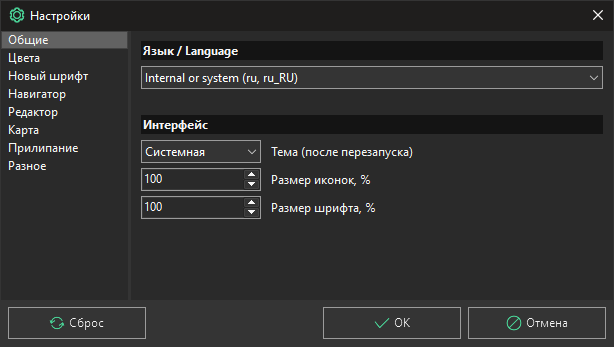 Настройки
Общие
Цвета
Новый шрифт
Навигатор
Редактор
Карта
Прилипание
Разное
Язык / Language
Internal or system (ru, ru_RU)
Интерфейс
Системная Тема (после перезапуска)
100 Размер иконок, %
100 Размер шрифта, %
Сброс OK Отмена